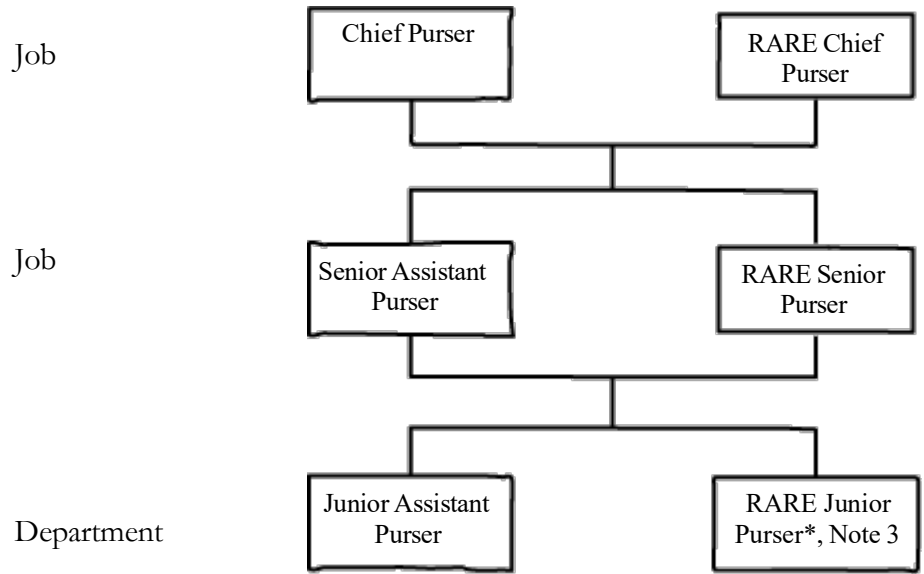 Job
Chief Purser
RARE Chief
Purser
Job
Senior Assistant
Purser
RARE Senior
Purser
Department
Junior Assistant
Purser
RARE Junior
Purser*, Note 3